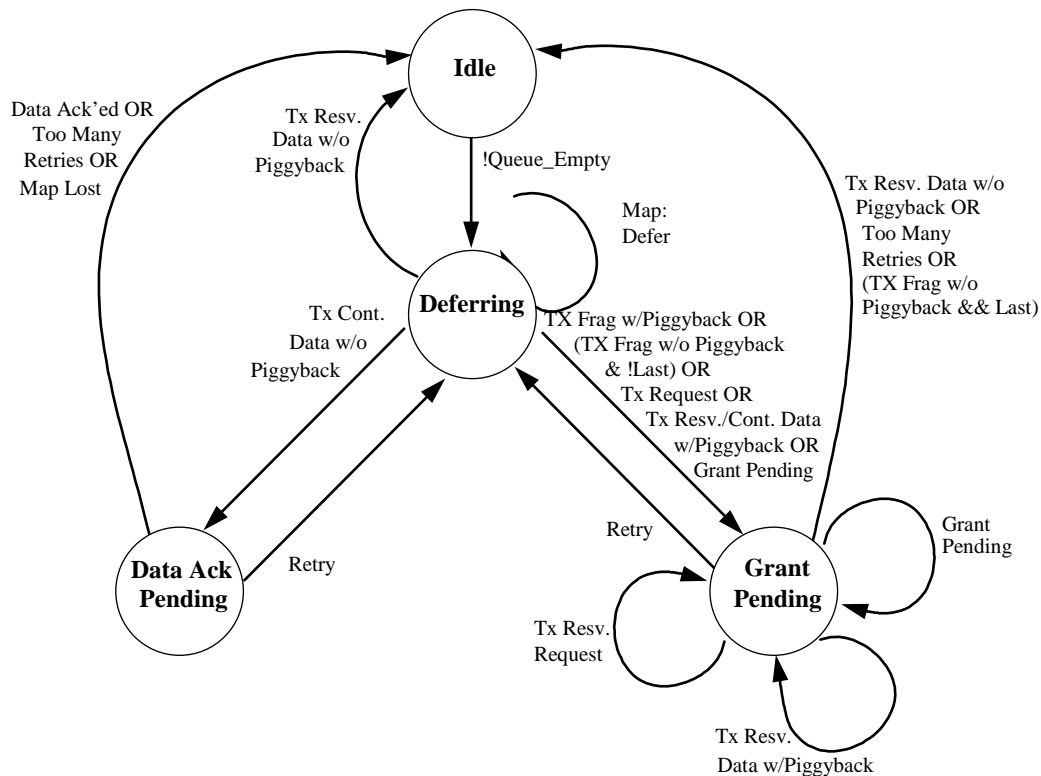 Idle
Data Ack'ed OR
Too Many
Retries OR
Map Lost
Tx Resv.
Data w/o
Piggyback
!Queue_Empty
Map:
Defer
Tx Resv. Data w/o
Piggyback OR
Too Many
Retries OR
(TX Frag w/o
Piggyback && Last)
Deferring
Tx Cont.
Data w/o
Piggyback
TX Frag w/Piggyback OR
(TX Frag w/o Piggyback
& !Last) OR
Tx Request OR
Tx Resv./Cont. Data
w/Piggyback OR
Grant Pending
Retry
Retry
Data Ack
Pending
Grant
Pending
Grant
Pending
Tx Resv.
Request
Tx Resv.
Data w/Piggyback